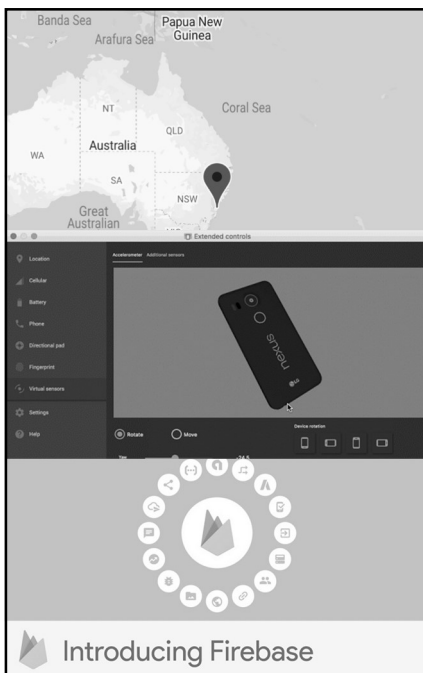 Banda Sea
Papua New
Guinea
Arafura Sea
Coral Sea
NT
QLD
Australia
WA
SA
NSW
Great
Australian
Extended controls
Location
Cellular
Battery
Phone
Directional pad
Fingerprint
Virtual sensors
Settings
Help
Accelerometer Additional sensors
nexus
LG
Rotate Move
Device rotation
Introducing Firebase